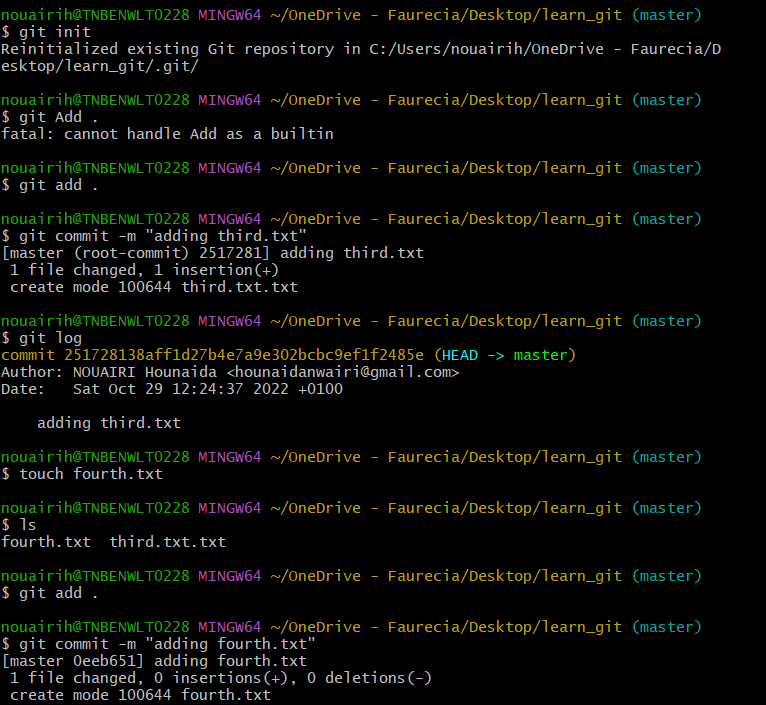 nouairih@TNBENWLT0228 MINGW64 ~/OneDrive - Faurecia/Desktop/learn_git (master)
$ git init
Reinitialized existing Git repository in C:/Users/nouairih/OneDrive - Faurecia/D
esktop/learn_git/.git/
nouairih@TNBENWLT0228 MINGW64 ~/OneDrive - Faurecia/Desktop/learn_git (master)
$ git Add .
fatal: cannot handle Add as a builtin
nouairih@TNBENWLT0228 MINGW64 ~/OneDrive - Faurecia/Desktop/learn_git (master)
$ git add .
nouairih@TNBENWLT0228 MINGW64 ~/OneDrive - Faurecia/Desktop/learn_git (master)
$ git commit -m "adding third.txt"
[master (root-commit) 2517281] adding third.txt
 1 file changed, 1 insertion(+)
 create mode 100644 third.txt.txt
nouairih@TNBENWLT0228 MINGW64 ~/OneDrive - Faurecia/Desktop/learn_git (master)
$ git log
commit 251728138aff1d27b4e7a9e302bcbc9ef1f2485e (HEAD -> master)
Author: NOUAIRI Hounaida <hounaidanwairi@gmail.com>
Date:   Sat Oct 29 12:24:37 2022 +0100
    adding third.txt
nouairih@TNBENWLT0228 MINGW64 ~/OneDrive - Faurecia/Desktop/learn_git (master)
$ touch fourth.txt
nouairih@TNBENWLT0228 MINGW64 ~/OneDrive - Faurecia/Desktop/learn_git (master)
$ ls
fourth.txt  third.txt.txt
nouairih@TNBENWLT0228 MINGW64 ~/OneDrive - Faurecia/Desktop/learn_git (master)
$ git add .
nouairih@TNBENWLT0228 MINGW64 ~/OneDrive - Faurecia/Desktop/learn_git (master)
$ git commit -m "adding fourth.txt"
[master 0eeb651] adding fourth.txt
 1 file changed, 0 insertions(+), 0 deletions(-)
 create mode 100644 fourth.txt